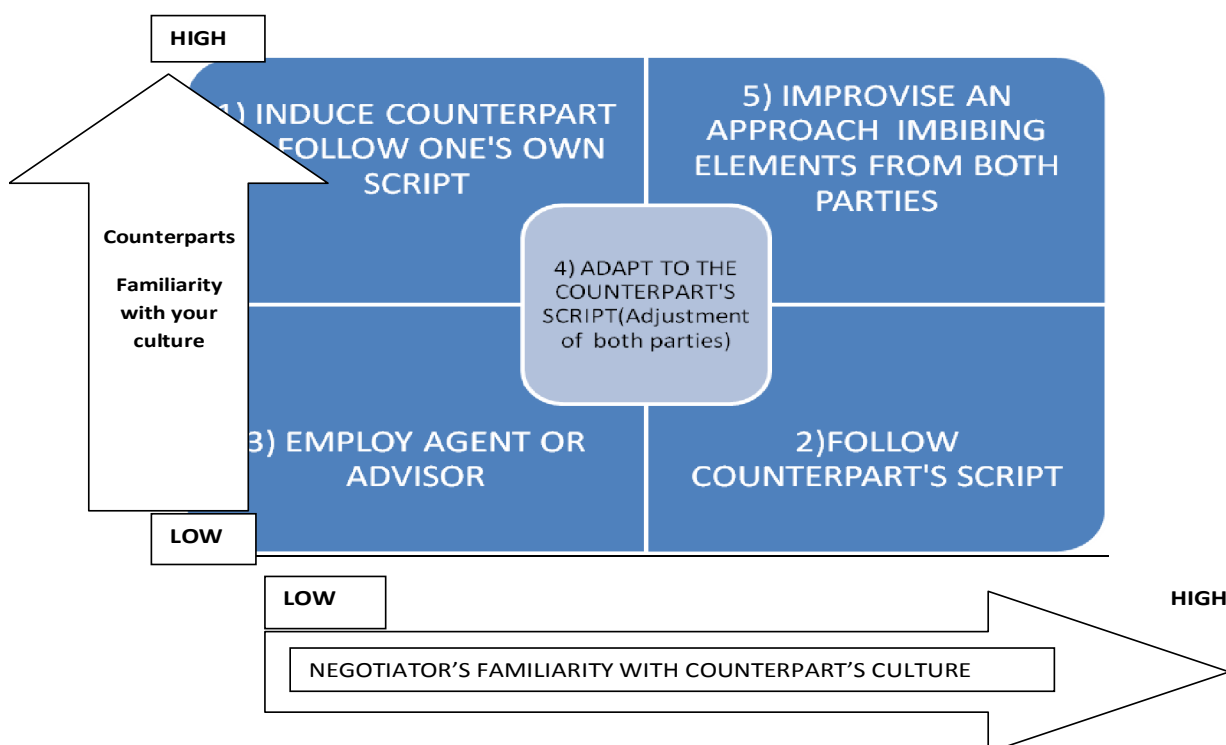 HIGH
1) INDUCE COUNTERPART
FOLLOW ONE'S OWN
SCRIPT
5) IMPROVISE AN
APPROACH IMBIBING
ELEMENTS FROM BOTH
PARTIES
Counterparts
Familiarity
with your
culture
4) ADAPT TO THE
COUNTERPART'S
SCRIPT(Adjustment
of both parties)
3) EMPLOY AGENT OR
ADVISOR
2)FOLLOW
COUNTERPART'S SCRIPT
LOW
LOW
HIGH
NEGOTIATOR'S FAMILIARITY WITH COUNTERPART'S CULTURE